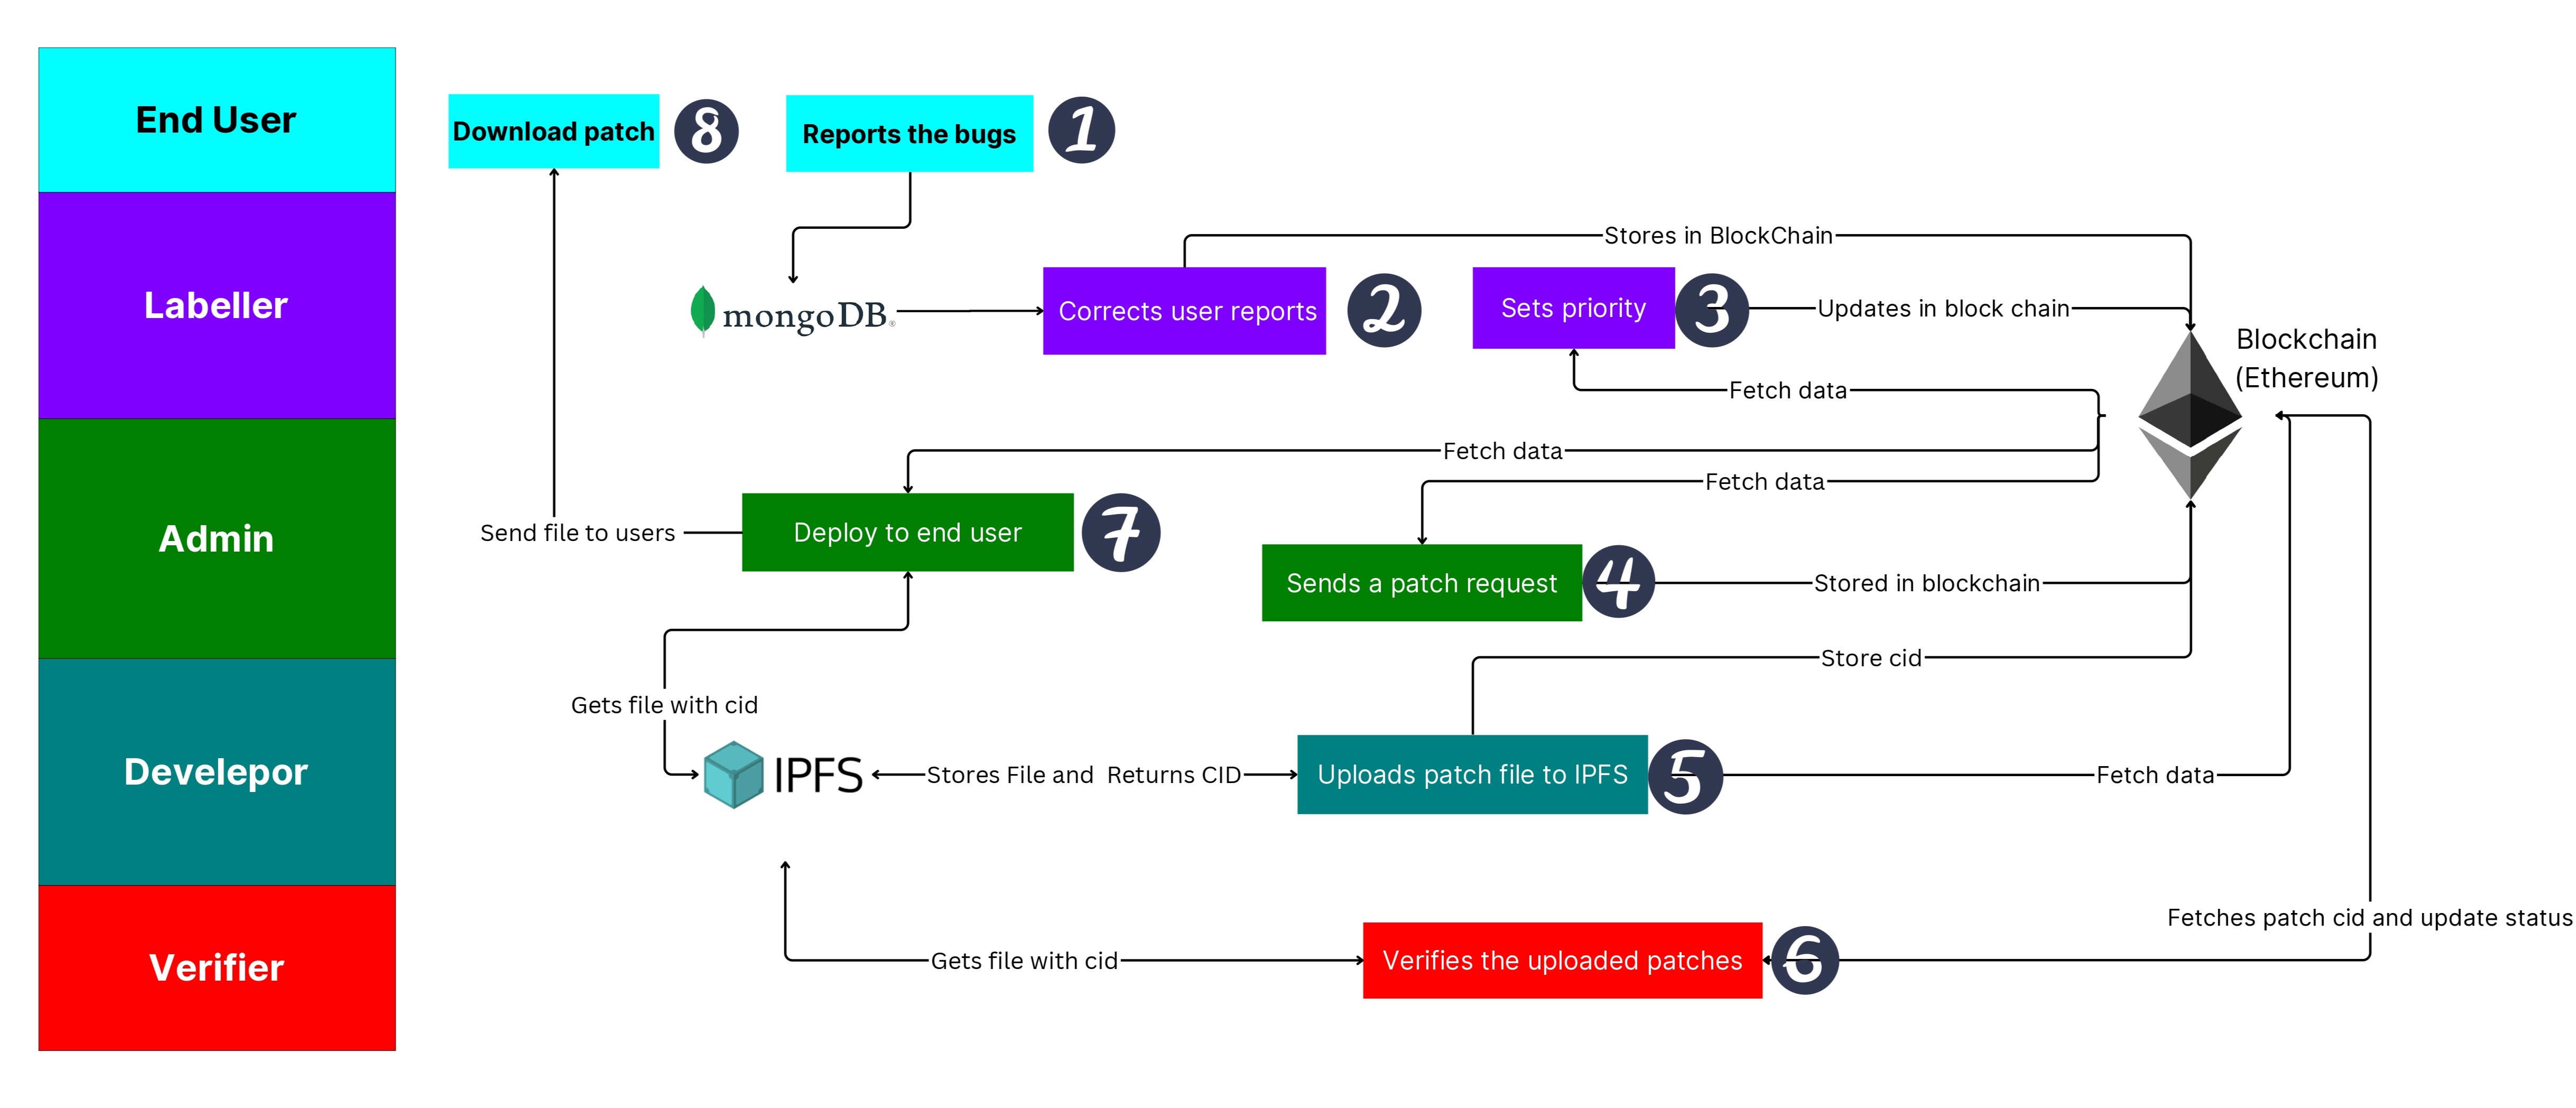 End User
Download patch
8
Reports the bugs
1
Stores in BlockChain
Labeller
mongoDB®
Corrects user reports
2
Sets priority
3
Updates in block chain
Blockchain
(Ethereum)
Fetch data
Fetch data
Fetch data
Admin
Send file to users
Deploy to end user
7
Sends a patch request
4
Stored in blockchain
Store cid
Gets file with cid
Develepor
IPFS
Stores File and Returns CID
Uploads patch file to IPFS
5
Fetch data
Fetches patch cid and update status
Verifier
Gets file with cid
Verifies the uploaded patches
6